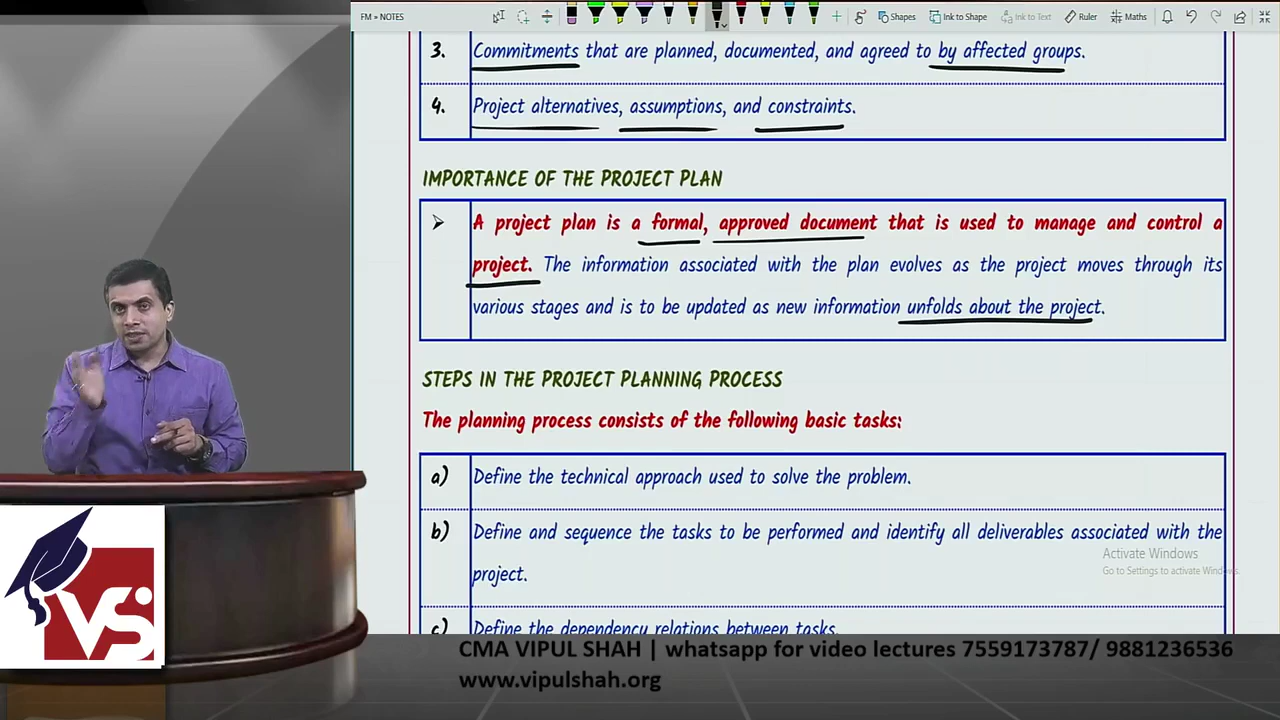 FM » NOTES
Shapes
Ink to Shape
Ink to Text
Ruler
Maths
3. Commitments that are planned, documented, and agreed to by affected groups.
4. Project alternatives, assumptions, and constraints.
IMPORTANCE OF THE PROJECT PLAN
A project plan is a formal, approved document that is used to manage and control a
project. The information associated with the plan evolves as the project moves through its
various stages and is to be updated as new information unfolds about the project.
STEPS IN THE PROJECT PLANNING PROCESS
The planning process consists of the following basic tasks:
a) Define the technical approach used to solve the problem.
b) Define and sequence the tasks to be performed and identify all deliverables associated with the
project.
Activate Windows
Go to Settings to activate Windows.
c) Define the dependency relations between tasks.
VS
CMA VIPUL SHAH | whatsapp for video lectures 7559173787/ 9881236536
www.vipulshah.org